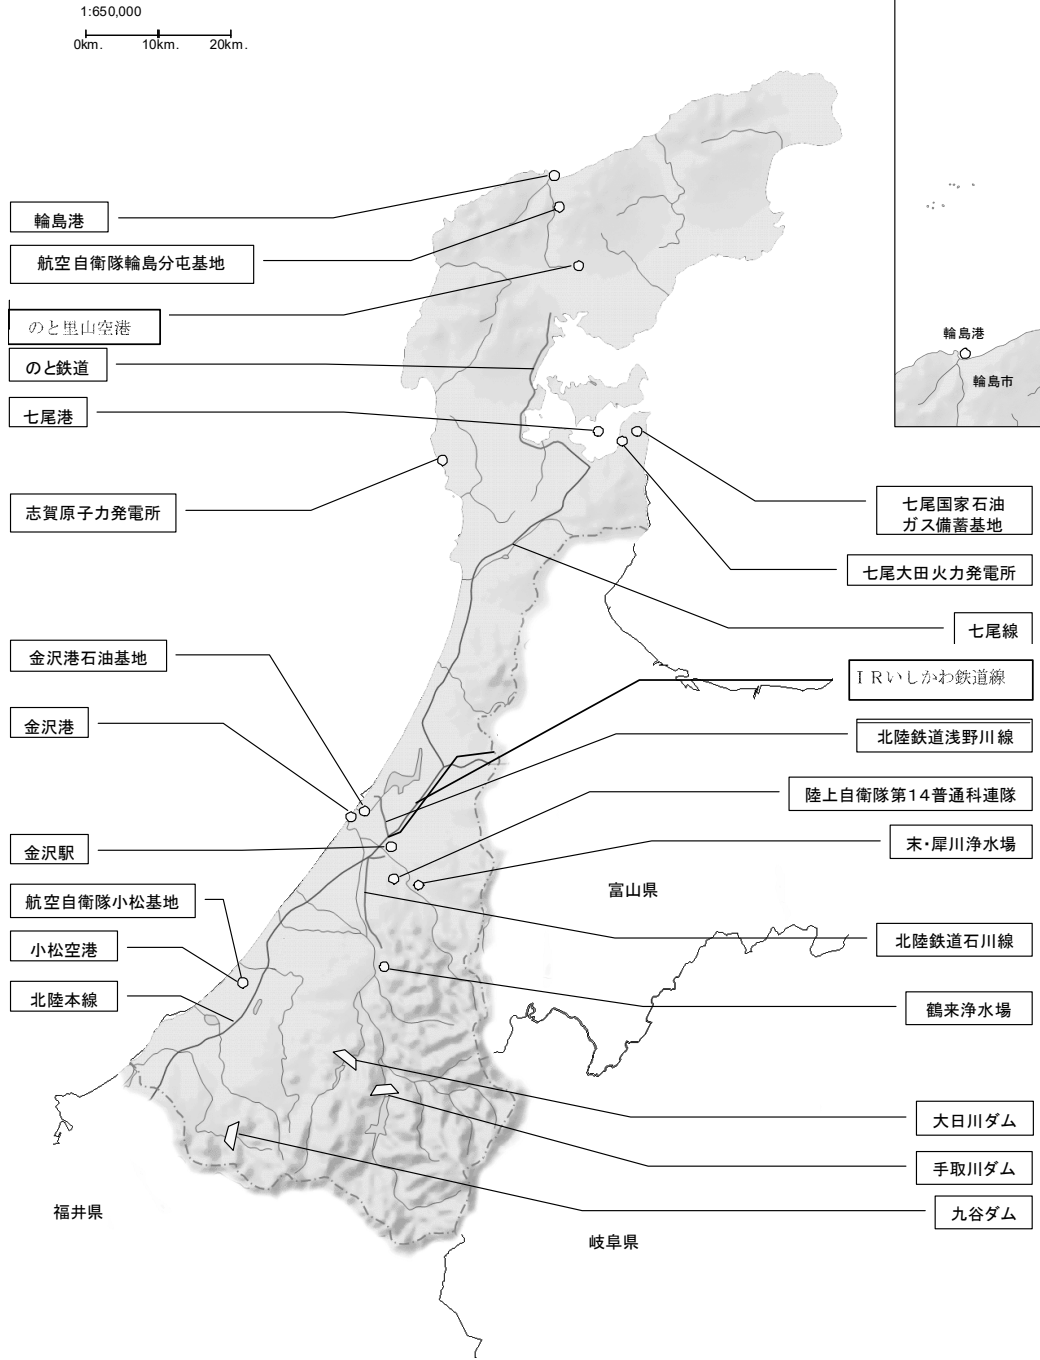 1:650,000
0km. 10km. 20km.
輪島港
航空自衛隊輪島分屯基地
のと里山空港
のと鉄道
七尾港
志賀原子力発電所
金沢港石油基地
金沢港
金沢駅
航空自衛隊小松基地
小松空港
北陸本線
輪島港
輪島市
七尾国家石油
ガス備蓄基地
七尾大田火力発電所
七尾線
IRいしかわ鉄道線
北陸鉄道浅野川線
陸上自衛隊第14普通科連隊
末・犀川浄水場
富山県
北陸鉄道石川線
鶴来浄水場
大日川ダム
手取川ダム
九谷ダム
福井県
岐阜県